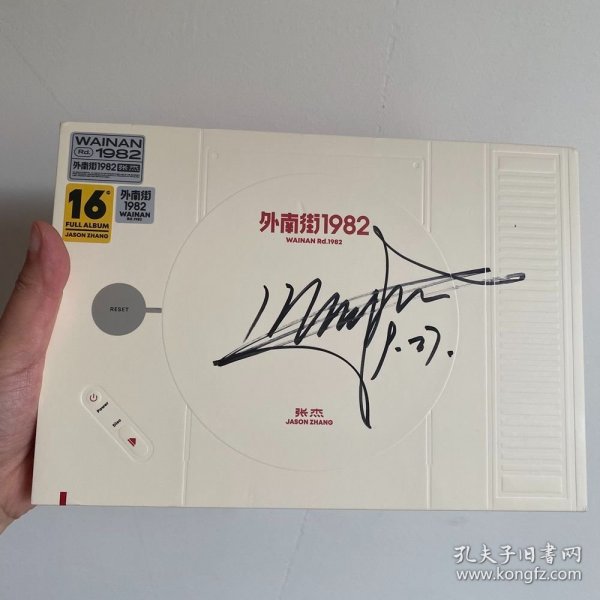 WAINAN
Rd. 1982
外南街1982 张杰
16
FULL ALBUM
JASON ZHANG
外南街
1982
WAINAN
Rd.1982
外南街1982
WAINAN Rd.1982
RESET
9.27.
Power
Disc
张杰
JASON ZHANG
孔夫子旧书网
www.kongfz.com